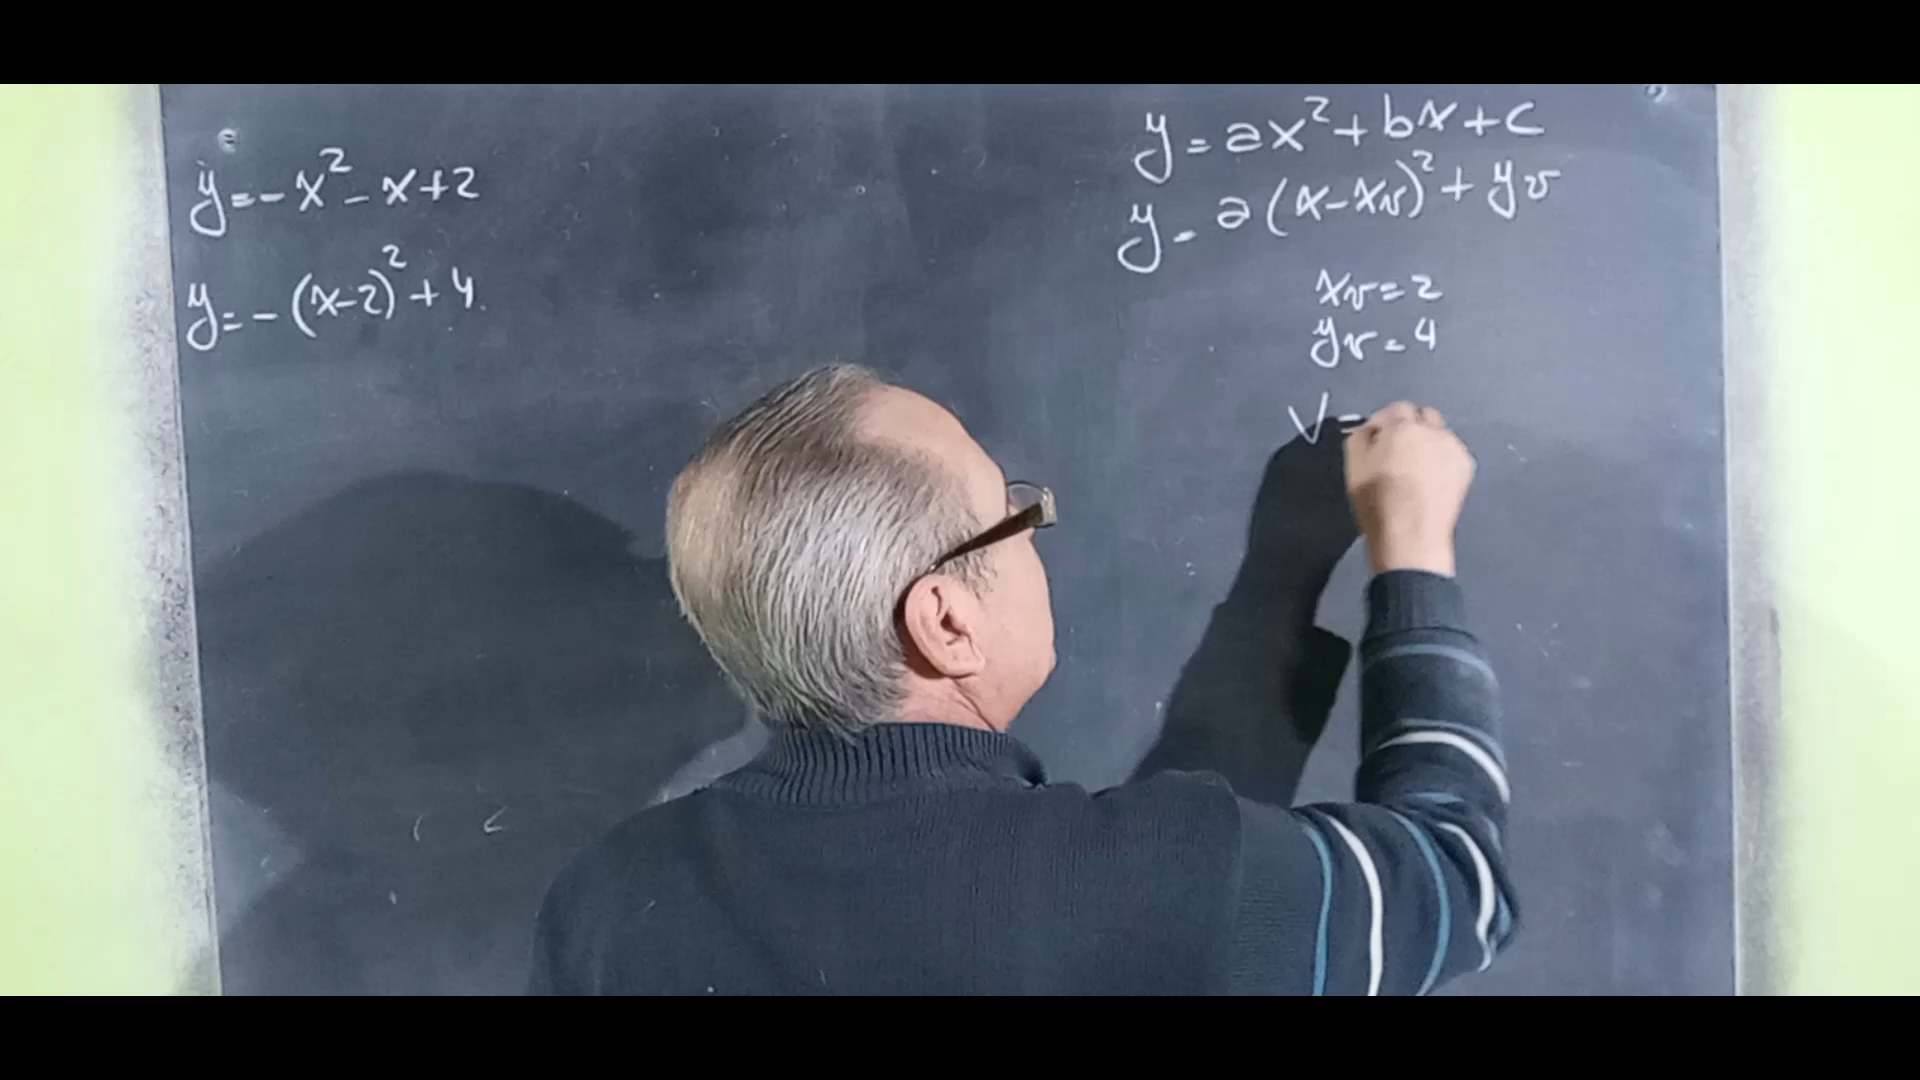 y=-x²-x+2
y=-(x-2)²+4
y=ax²+bx+c
y=a(x-xv)²+yv
xv=2
yv=4
V=